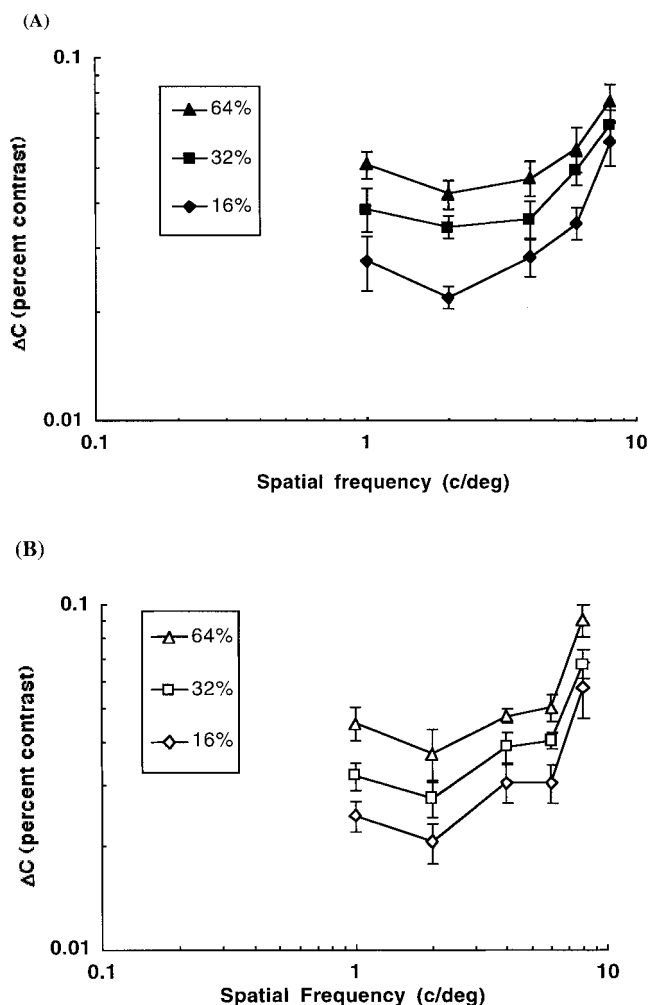 (A)
0.1
64%
32%
16%
ΔC (percent contrast)
0.01
0.1
1
10
Spatial frequency (c/deg)
(B)
0.1
64%
32%
16%
ΔC (percent contrast)
0.01
0.1
1
10
Spatial Frequency (c/deg)